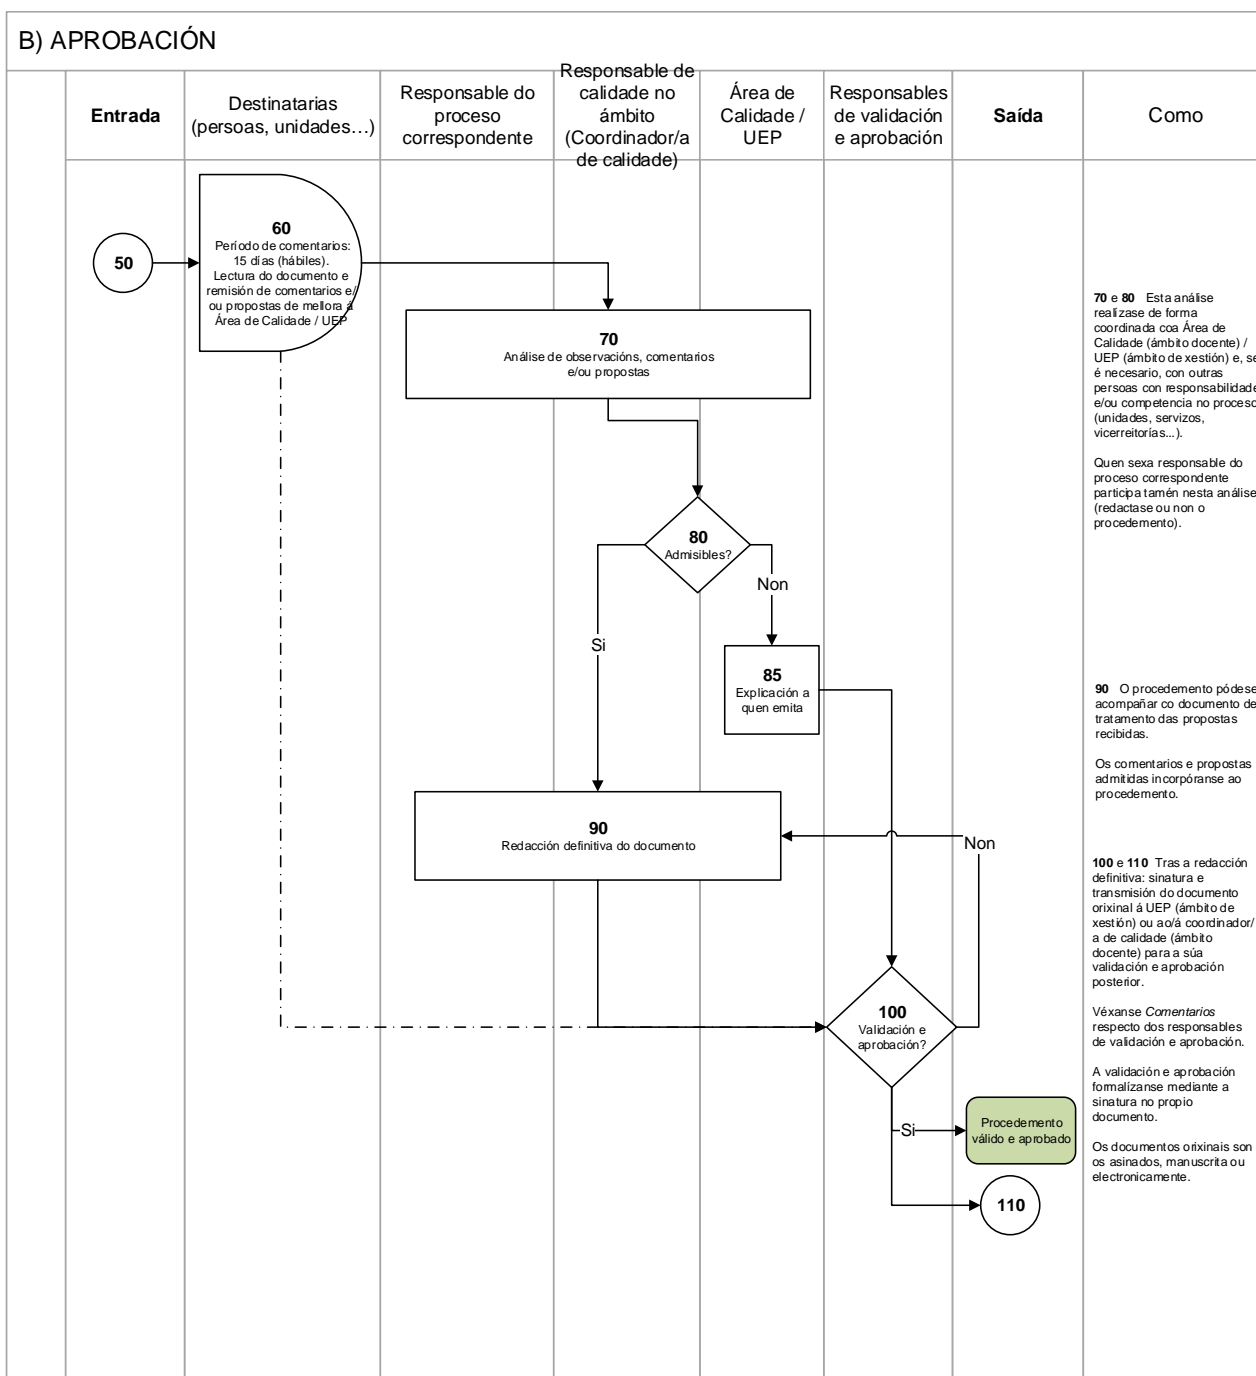 B) APROBACIÓN
Entrada
Destinatarias
(persoas, unidades…)
Responsable do
proceso
correspondente
Responsable de
calidade no
ámbito
(Coordinador/a
de calidade)
Área de
Calidade /
UEP
Responsables
de validación
e aprobación
Saída
Como
50
60
Período de comentarios:
15 días (hábiles).
Lectura do documento e
remisión de comentarios e/
ou propostas de mellora á
Área de Calidade / UEP
70
Análise de observacións, comentarios
e/ou propostas
80
Admisibles?
Non
Si
85
Explicación a
quen emita
90
Redacción definitiva do documento
Non
100
Validación e
aprobación?
Si
Procedemento
válido e aprobado
110
70 e 80 Esta análise
realízase de forma
coordinada coa Área de
Calidade (ámbito docente) /
UEP (ámbito de xestión) e, se
é necesario, con outras
persoas con responsabilidade
e/ou competencia no proceso
(unidades, servizos,
vicerreitorías...).
Quen sexa responsable do
proceso correspondente
participa tamén nesta análise
(redactase ou non o
procedemento).
90 O procedemento pódese
acompañar co documento de
tratamento das propostas
recibidas.
Os comentarios e propostas
admitidas incorpóranse ao
procedemento.
100 e 110 Tras a redacción
definitiva: sinatura e
transmisión do documento
orixinal á UEP (ámbito de
xestión) ou ao/á coordinador/
a de calidade (ámbito
docente) para a súa
validación e aprobación
posterior.
Véxanse Comentarios
respecto dos responsables
de validación e aprobación.
A validación e aprobación
formalízanse mediante a
sinatura no propio
documento.
Os documentos orixinais son
os asinados, manuscrita ou
electronicamente.